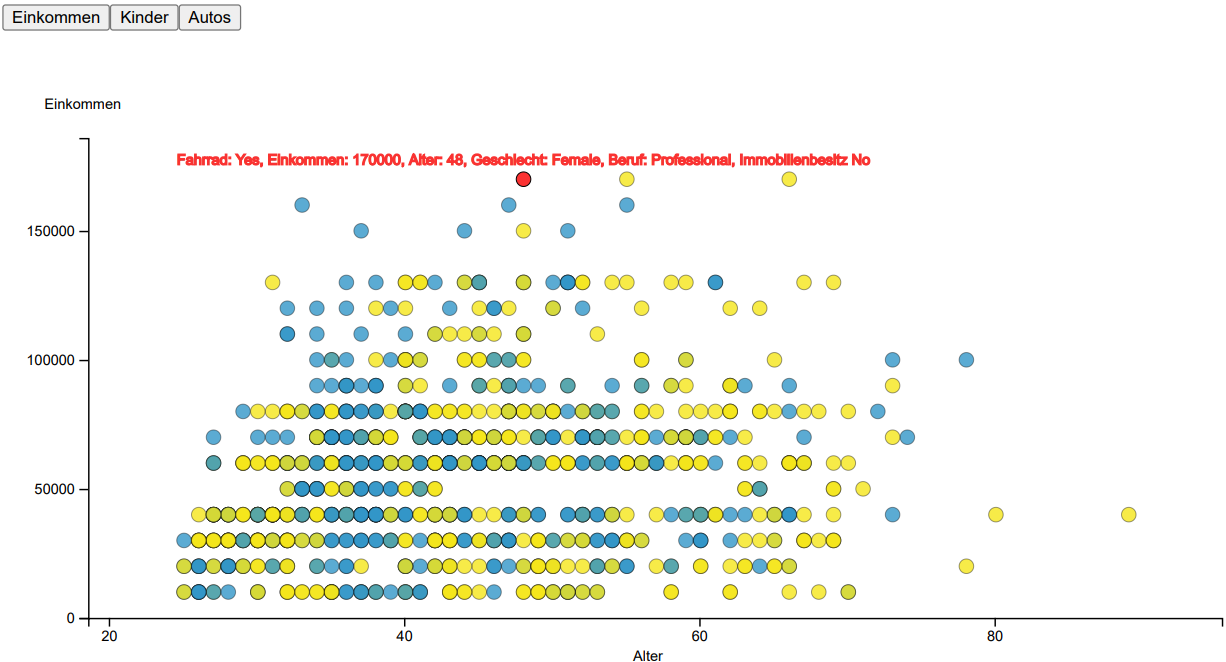 Einkommen Kinder Autos
Einkommen
Fahrrad: Yes, Einkommen: 170000, Alter: 48, Geschlecht: Female, Beruf: Professional, Immobilienbesitz No
150000
100000
50000
0
20 40 60 80
Alter